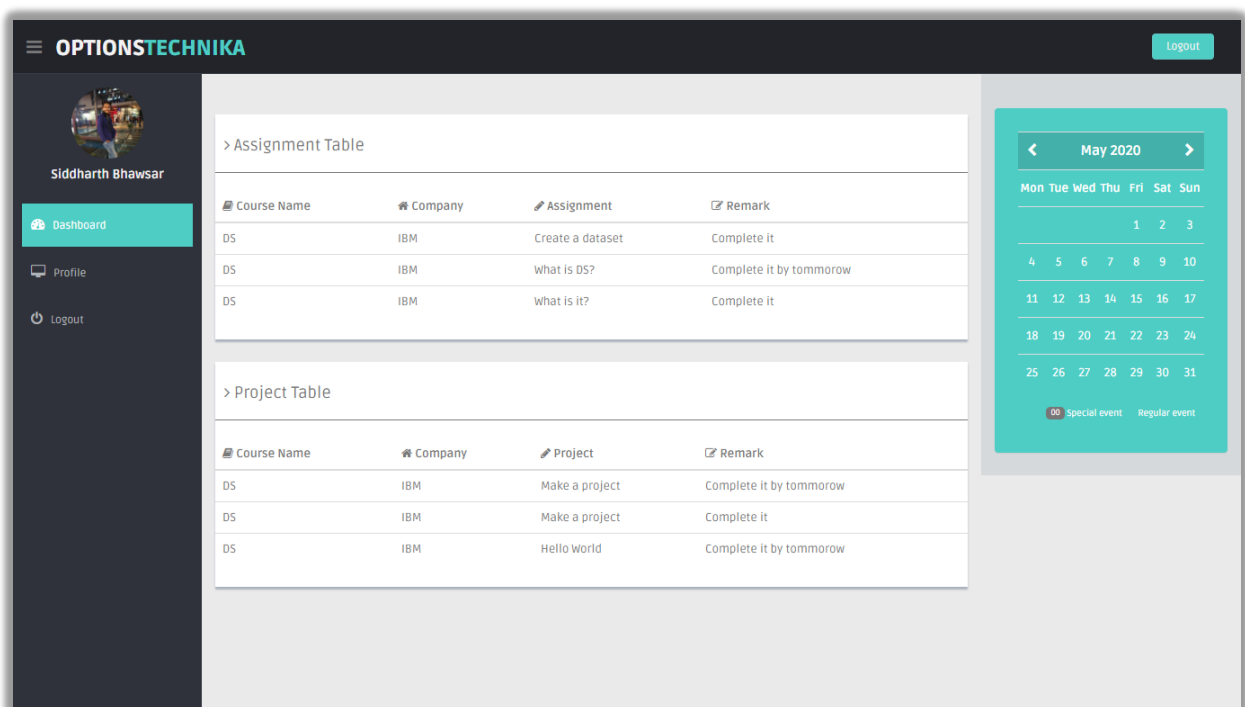 OPTIONSTECHNIKA
Logout
Siddharth Bhawsar
Dashboard
Profile
Logout
> Assignment Table
Course Name Company Assignment Remark
DS IBM Create a dataset Complete it
DS IBM What is DS? Complete it by tommorow
DS IBM What is it? Complete it
> Project Table
Course Name Company Project Remark
DS IBM Make a project Complete it by tommorow
DS IBM Make a project Complete it
DS IBM Hello World Complete it by tommorow
May 2020
Mon Tue Wed Thu Fri Sat Sun
1 2 3
4 5 6 7 8 9 10
11 12 13 14 15 16 17
18 19 20 21 22 23 24
25 26 27 28 29 30 31
00 Special event Regular event